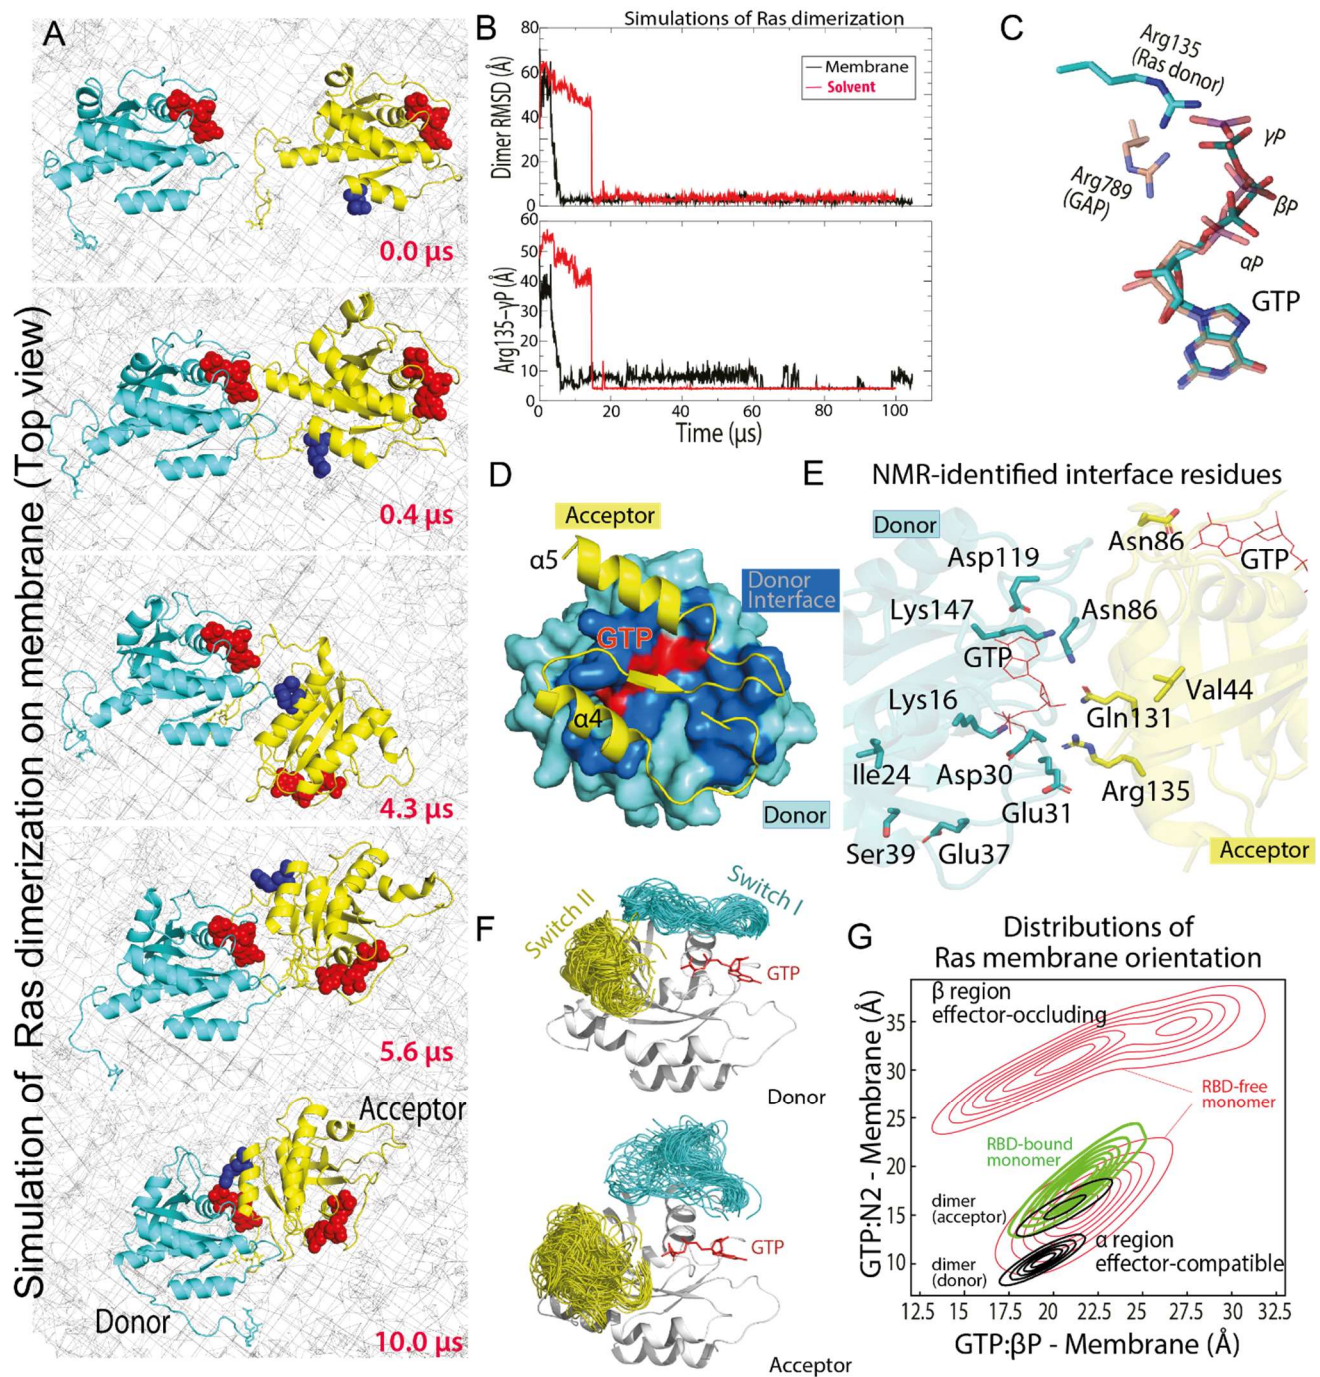 A
Simulation of Ras dimerization on membrane (Top view)
0.0 µs
0.4 µs
4.3 µs
5.6 µs
Acceptor
Donor
10.0 µs
B
Simulations of Ras dimerization
Dimer RMSD (Å)
80
60
40
20
0
Membrane
Solvent
Arg135–γP (Å)
60
50
40
30
20
10
0
0
20
40
60
80
100
Time (µs)
C
Arg135
(Ras donor)
Arg789
(GAP)
γP
βP
αP
GTP
D
Acceptor
α5
Donor
Interface
GTP
α4
Donor
E
NMR-identified interface residues
Donor
Asn86
GTP
Asp119
Lys147
Asn86
GTP
Lys16
Gln131
Val44
Ile24
Asp30
Arg135
Glu31
Ser39
Glu37
Acceptor
F
Switch II
Switch I
GTP
Donor
GTP
Acceptor
G
Distributions of
Ras membrane orientation
GTP:N2 - Membrane (Å)
35
30
25
20
15
10
β region
effector-occluding
RBD-free
monomer
RBD-bound
monomer
dimer
(acceptor)
dimer
(donor)
α region
effector-compatible
12.5
15
17.5
20
22.5
25
27.5
30
32.5
GTP:βP - Membrane (Å)